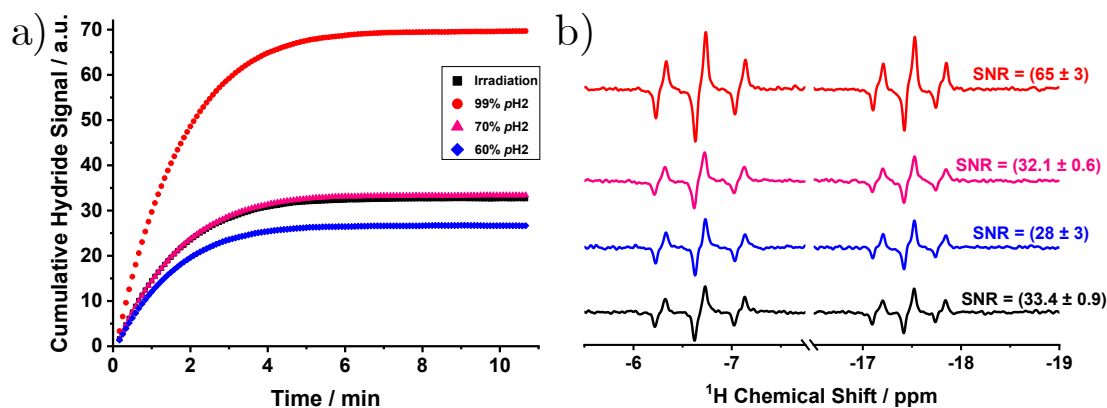 a)
Cumulative Hydride Signal / a.u.
70
60
50
40
30
20
10
0
Irradiation
99% pH2
70% pH2
60% pH2
0 2 4 6 8 10
Time / min
b)
SNR = (65 ± 3)
SNR = (32.1 ± 0.6)
SNR = (28 ± 3)
SNR = (33.4 ± 0.9)
-6 -7 -17 -18 -19
¹H Chemical Shift / ppm